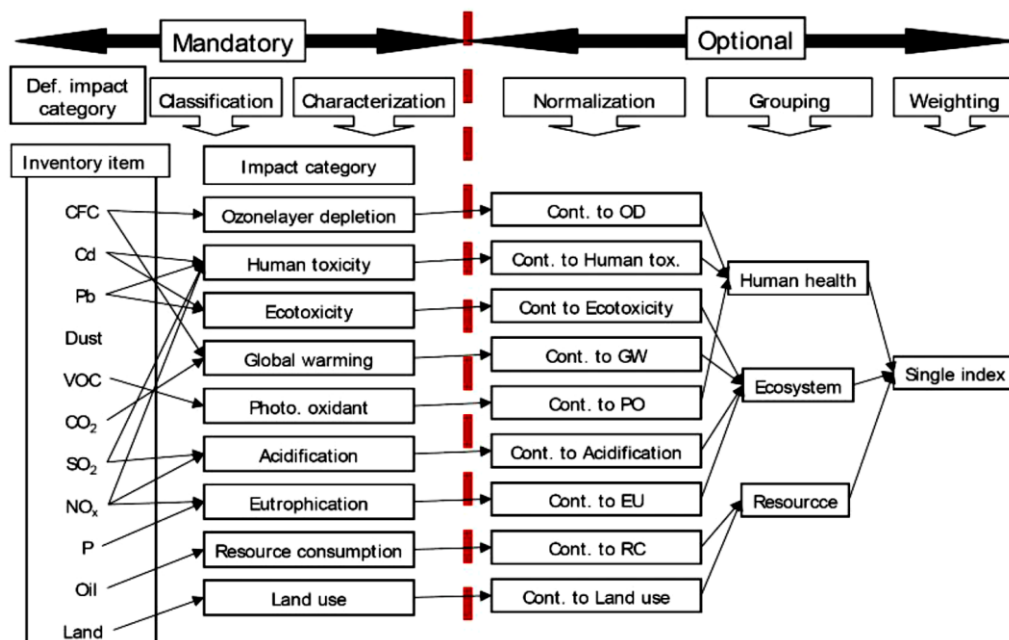 Mandatory
Optional
Def. impact
category
Classification
Characterization
Normalization
Grouping
Weighting
Inventory item
Impact category
CFC
Cd
Pb
Dust
VOC
CO₂
SO₂
NOₓ
P
Oil
Land
Ozonelayer depletion
Human toxicity
Ecotoxicity
Global warming
Photo. oxidant
Acidification
Eutrophication
Resource consumption
Land use
Cont. to OD
Cont. to Human tox.
Cont to Ecotoxicity
Cont. to GW
Cont. to PO
Cont. to Acidification
Cont. to EU
Cont. to RC
Cont. to Land use
Human health
Ecosystem
Resourcce
Single index